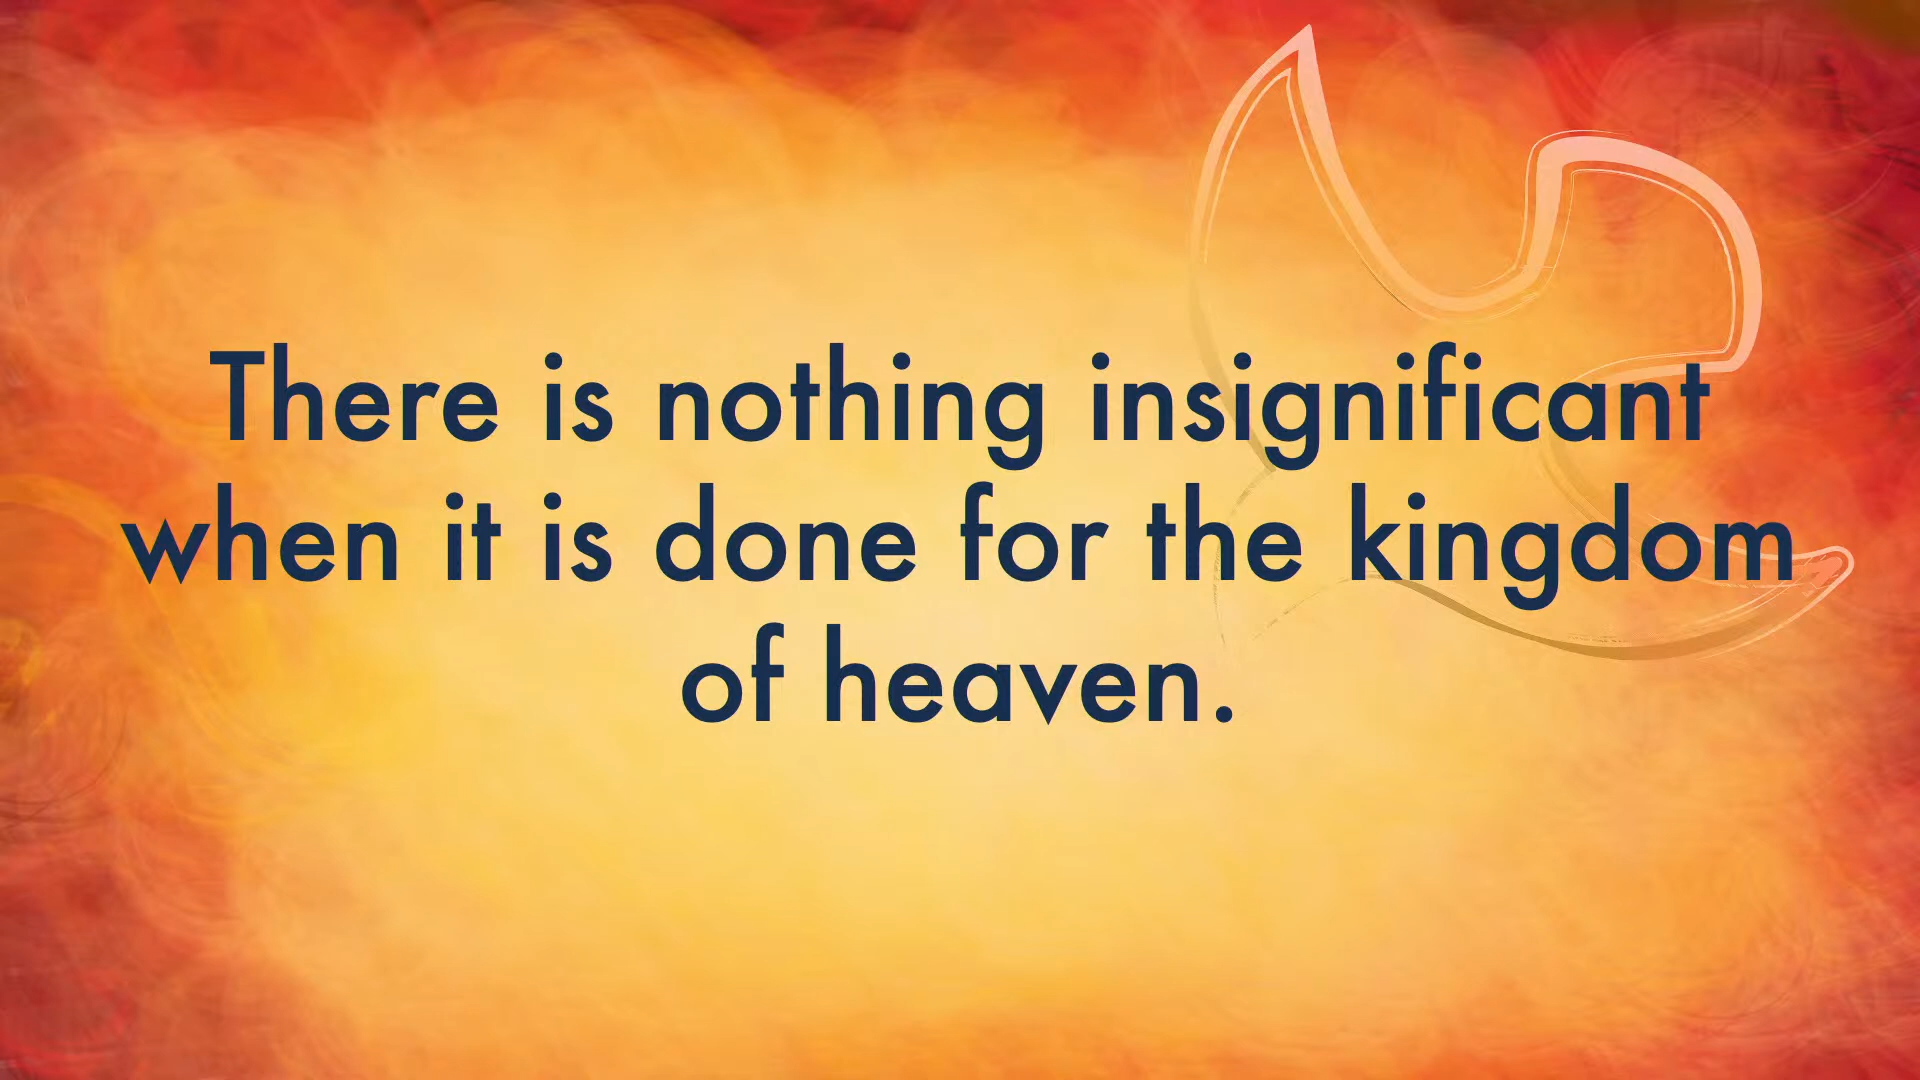 There is nothing insignificant
when it is done for the kingdom
of heaven.